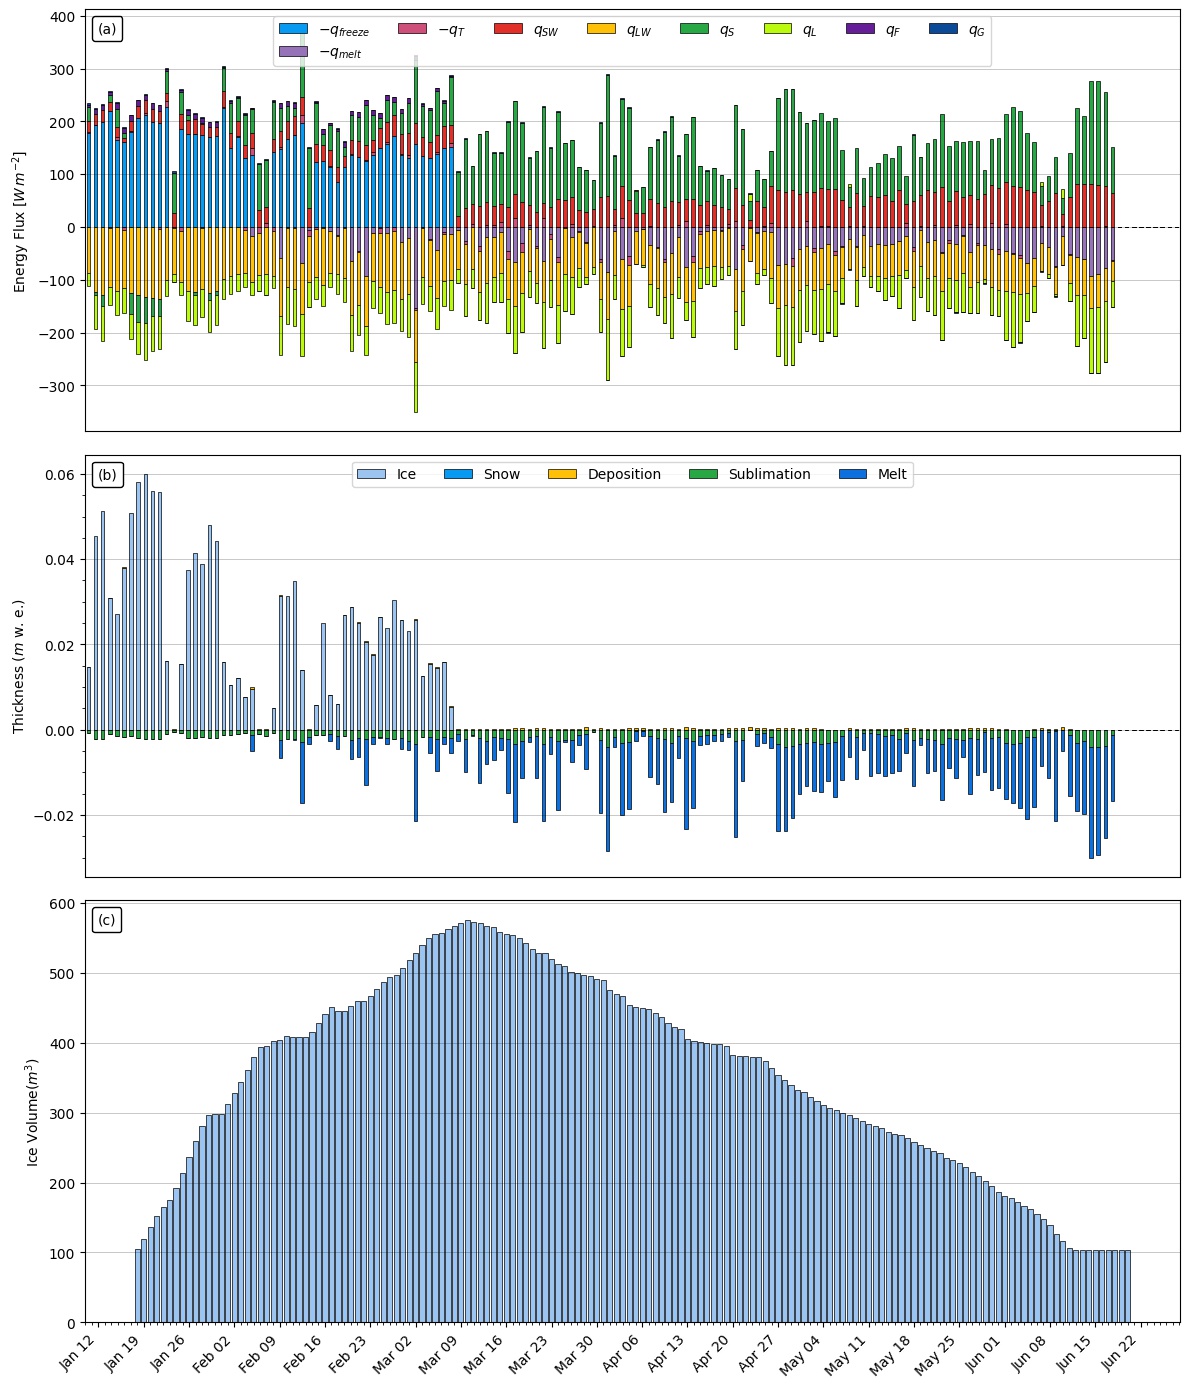 (a)
−q_freeze −q_T q_SW q_LW q_S q_L q_F q_G
−q_melt
Energy Flux [W m⁻²]
400
300
200
100
0
−100
−200
−300
(b)
Ice Snow Deposition Sublimation Melt
Thickness (m w. e.)
0.06
0.04
0.02
0.00
−0.02
(c)
Ice Volume(m³)
600
500
400
300
200
100
0
Jan 12 Jan 19 Jan 26 Feb 02 Feb 09 Feb 16 Feb 23 Mar 02 Mar 09 Mar 16 Mar 23 Mar 30 Apr 06 Apr 13 Apr 20 Apr 27 May 04 May 11 May 18 May 25 Jun 01 Jun 08 Jun 15 Jun 22